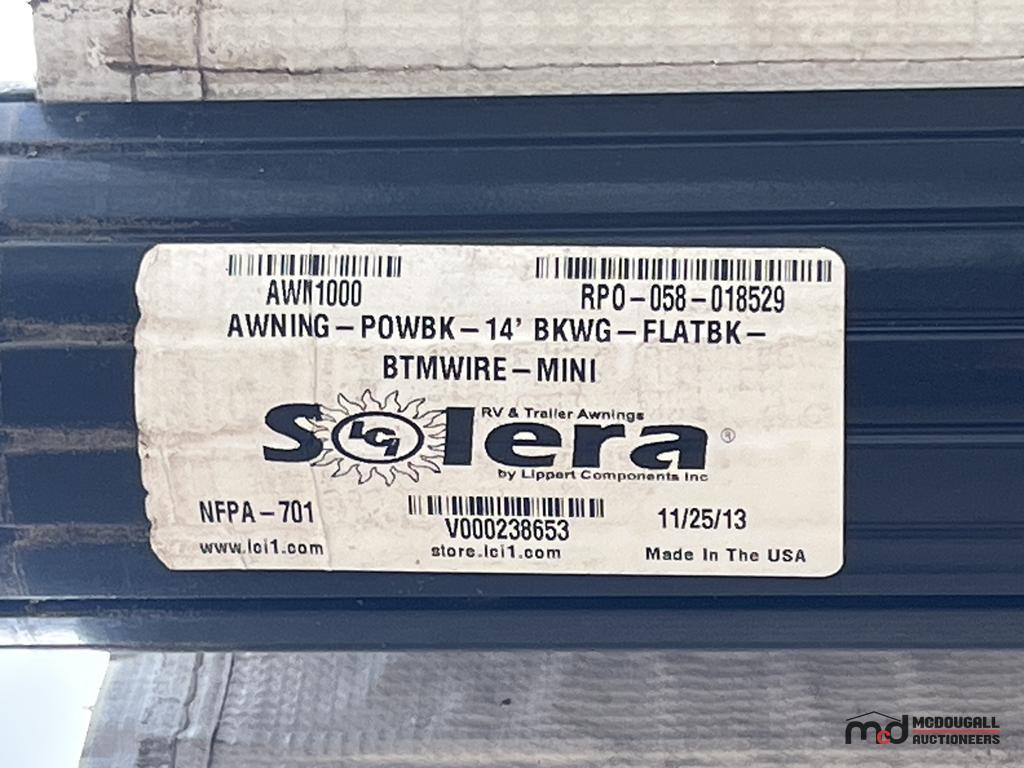 AWN1000 RPO-058-018529
AWNING-POWBK-14' BKWG-FLATBK-
BTMWIRE-MINI
RV & Trailer Awnings
Solera ®
LCI
by Lippert Components Inc
NFPA-701 V000238653 11/25/13
www.lci1.com store.lci1.com Made In The USA
mcd MCDOUGALL
AUCTIONEERS